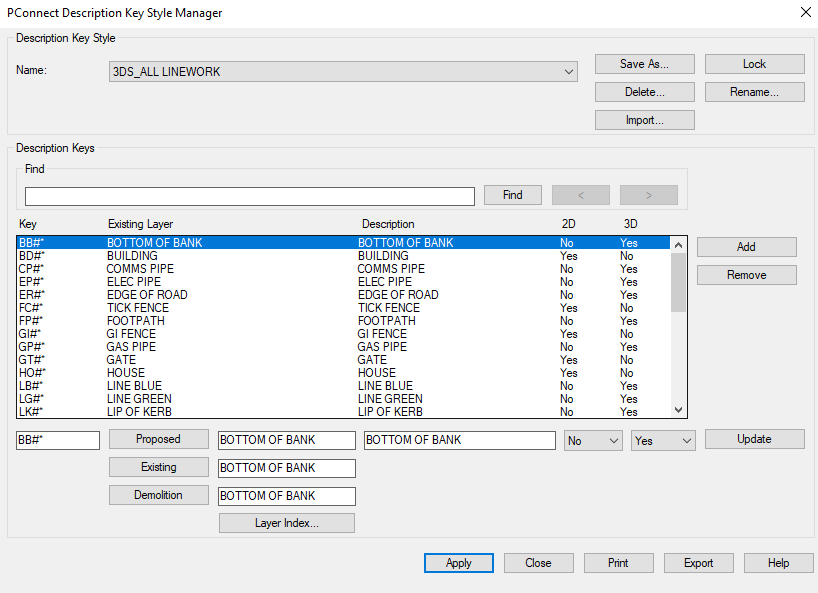 PConnect Description Key Style Manager
Description Key Style
Name: 3DS_ALL LINEWORK Save As... Lock
Delete... Rename...
Import...
Description Keys
Find
Find < >
Key Existing Layer Description 2D 3D
BB#* BOTTOM OF BANK BOTTOM OF BANK No Yes Add
BD#* BUILDING BUILDING Yes No
CP#* COMMS PIPE COMMS PIPE No Yes Remove
EP#* ELEC PIPE ELEC PIPE No Yes
ER#* EDGE OF ROAD EDGE OF ROAD No Yes
FC#* TICK FENCE TICK FENCE Yes No
FP#* FOOTPATH FOOTPATH No Yes
GI#* GI FENCE GI FENCE Yes No
GP#* GAS PIPE GAS PIPE No Yes
GT#* GATE GATE Yes No
HO#* HOUSE HOUSE Yes No
LB#* LINE BLUE LINE BLUE No Yes
LG#* LINE GREEN LINE GREEN No Yes
LK#* LIP OF KERB LIP OF KERB No Yes
BB#* Proposed BOTTOM OF BANK BOTTOM OF BANK No Yes Update
Existing BOTTOM OF BANK
Demolition BOTTOM OF BANK
Layer Index...
Apply Close Print Export Help